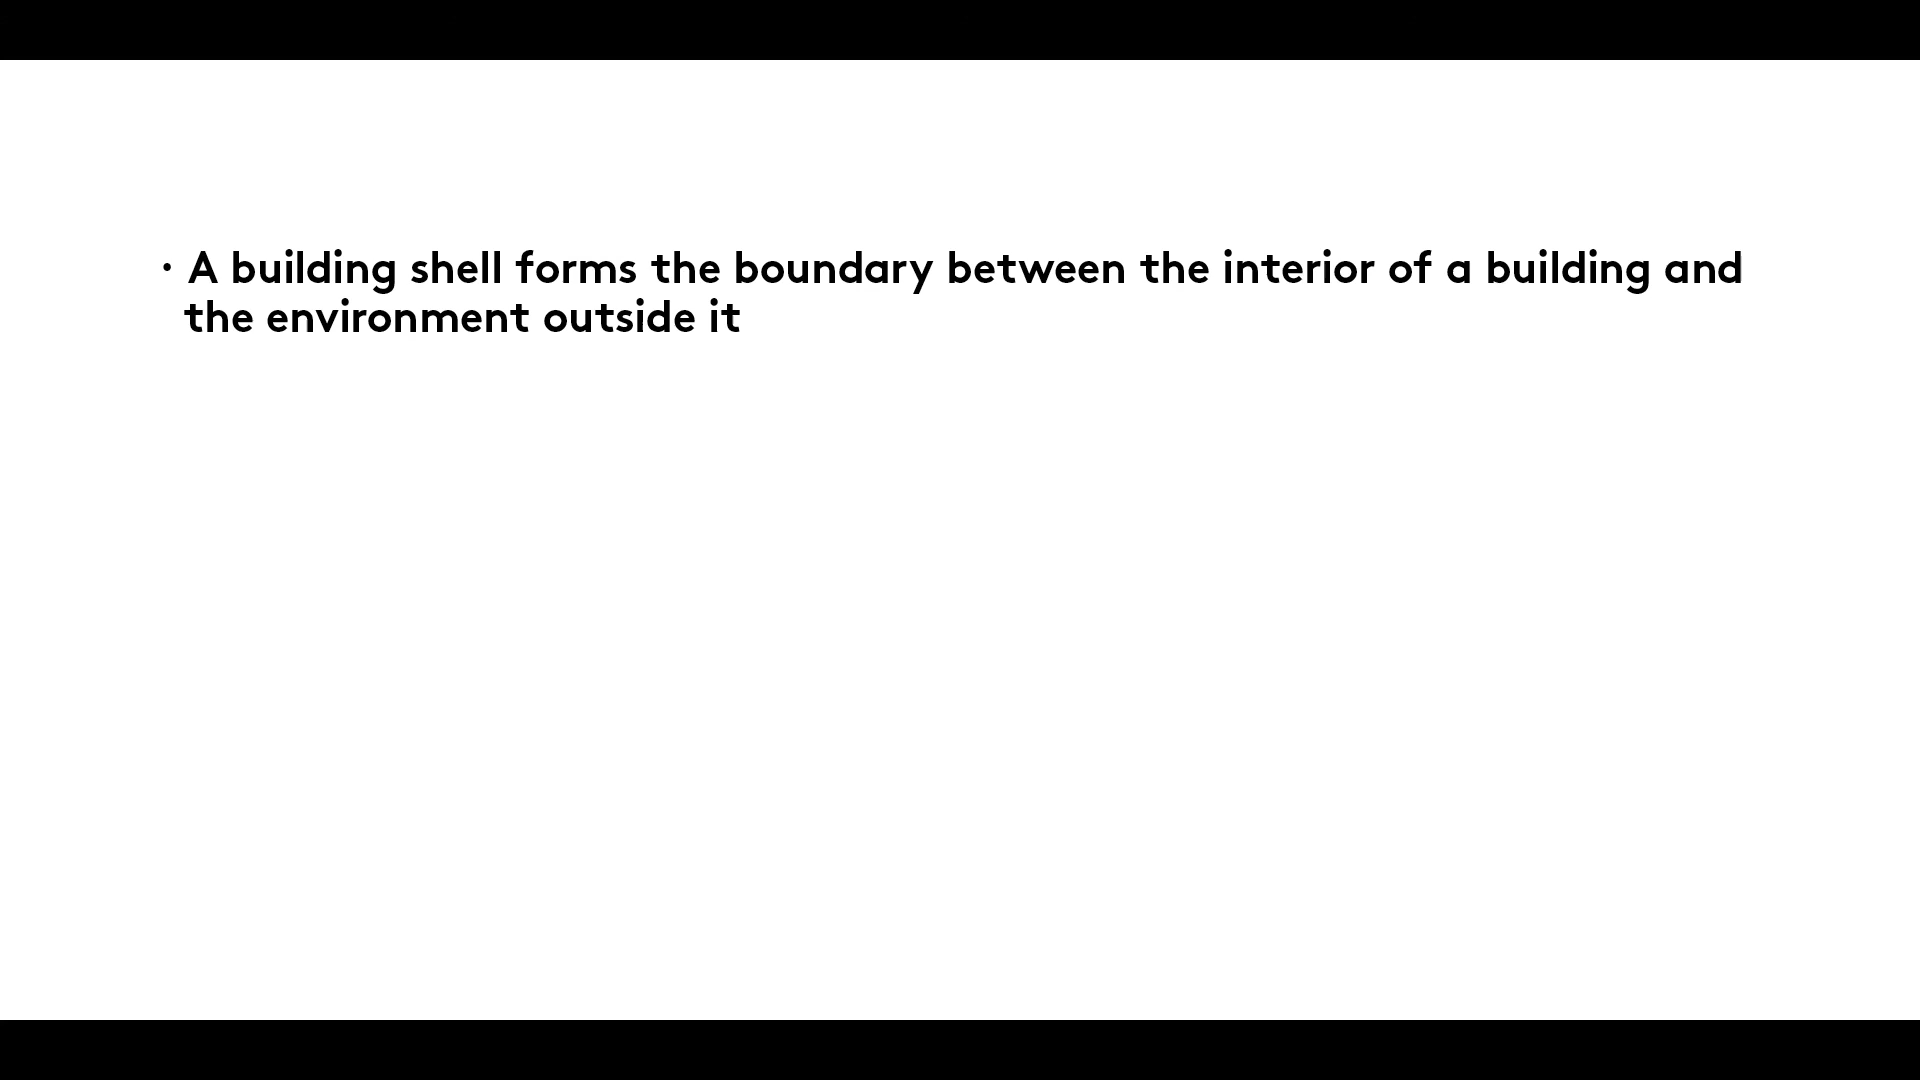 · A building shell forms the boundary between the interior of a building and
the environment outside it